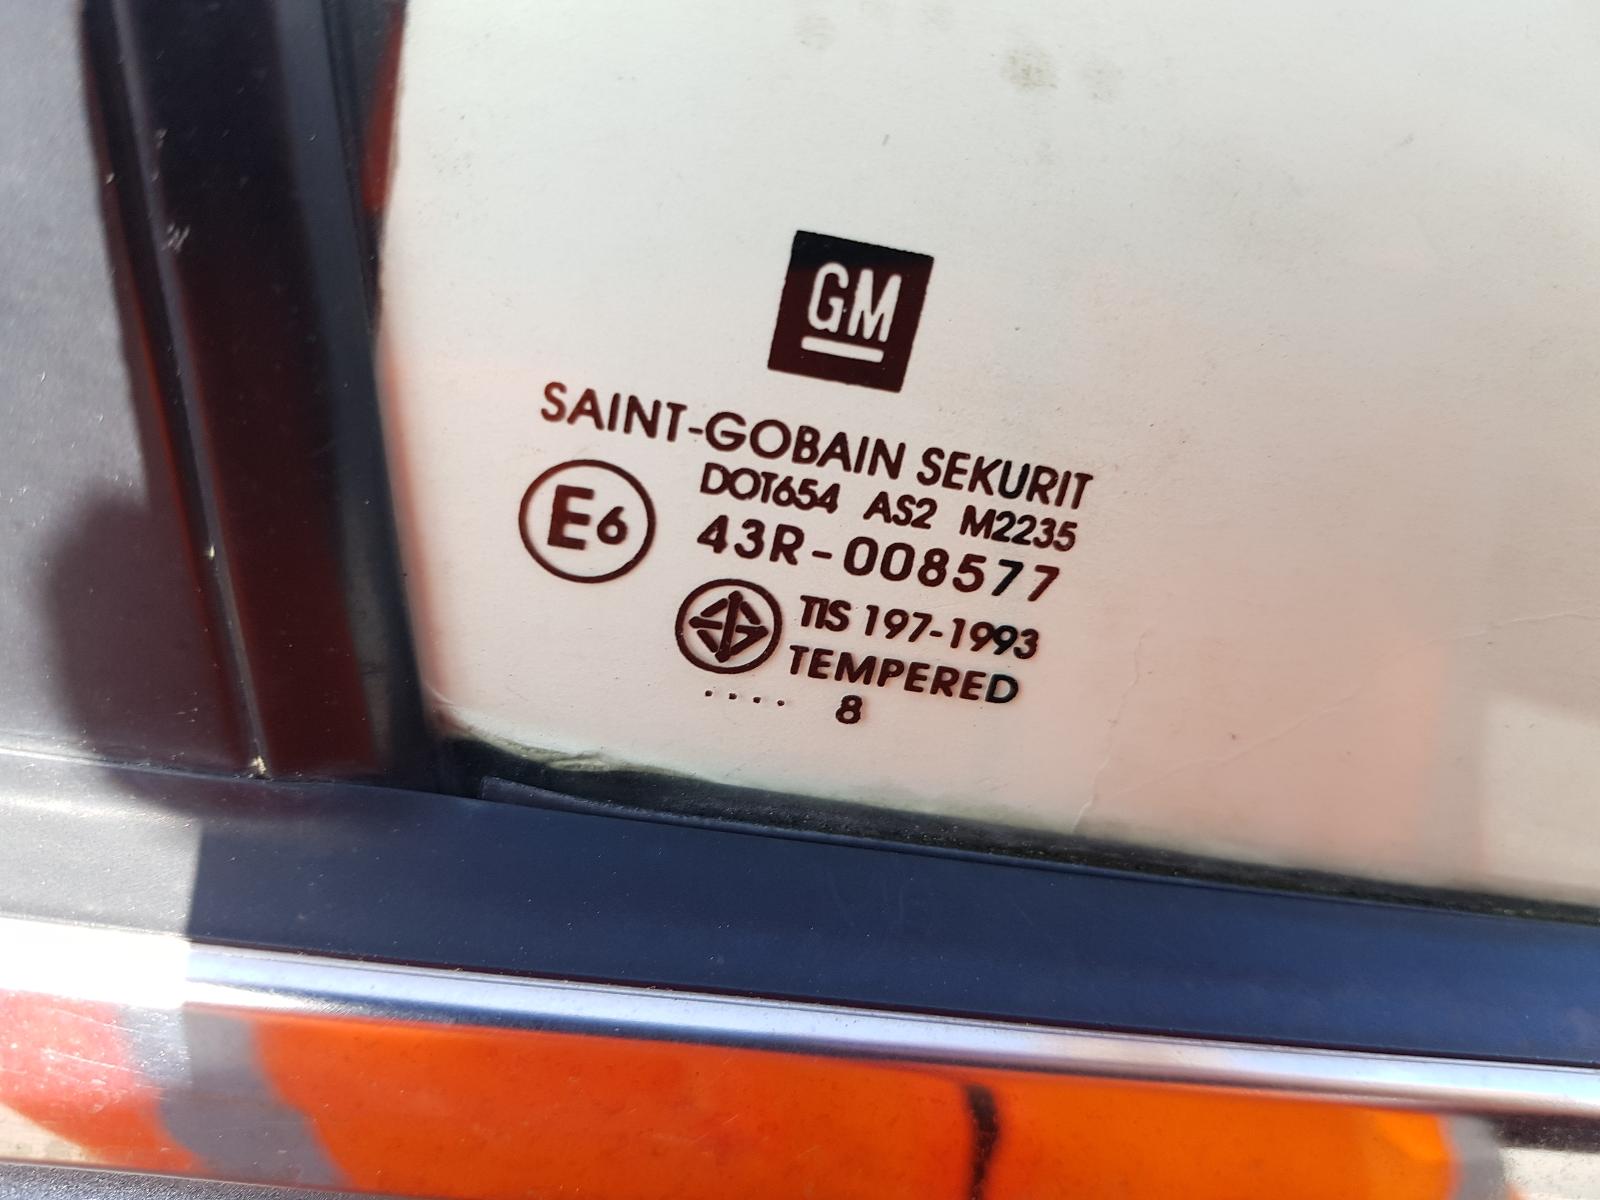 GM
SAINT-GOBAIN SEKURIT
DOT654 AS2 M2235
E6 43R-008577
TIS 197-1993
TEMPERED
.... 8